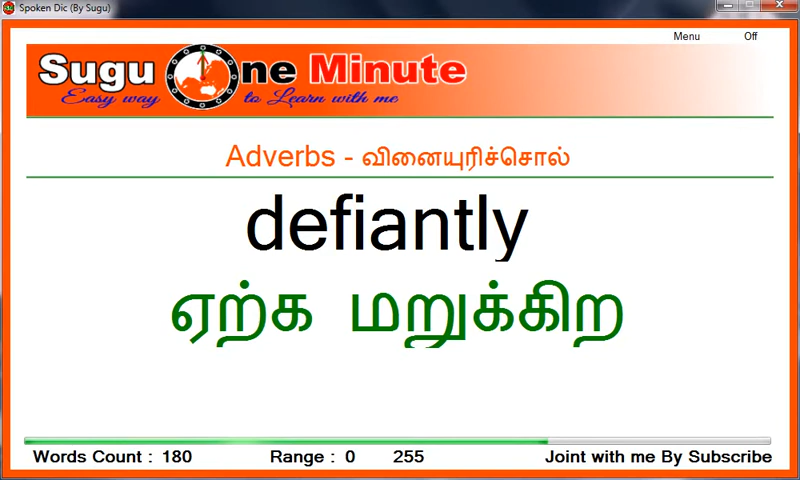 Spoken Dic (By Sugu)
Menu Off
Sugu One Minute
Easy way to Learn with me
Adverbs - வினையுரிச்சொல்
defiantly
ஏற்க மறுக்கிற
Words Count : 180 Range : 0 255 Joint with me By Subscribe